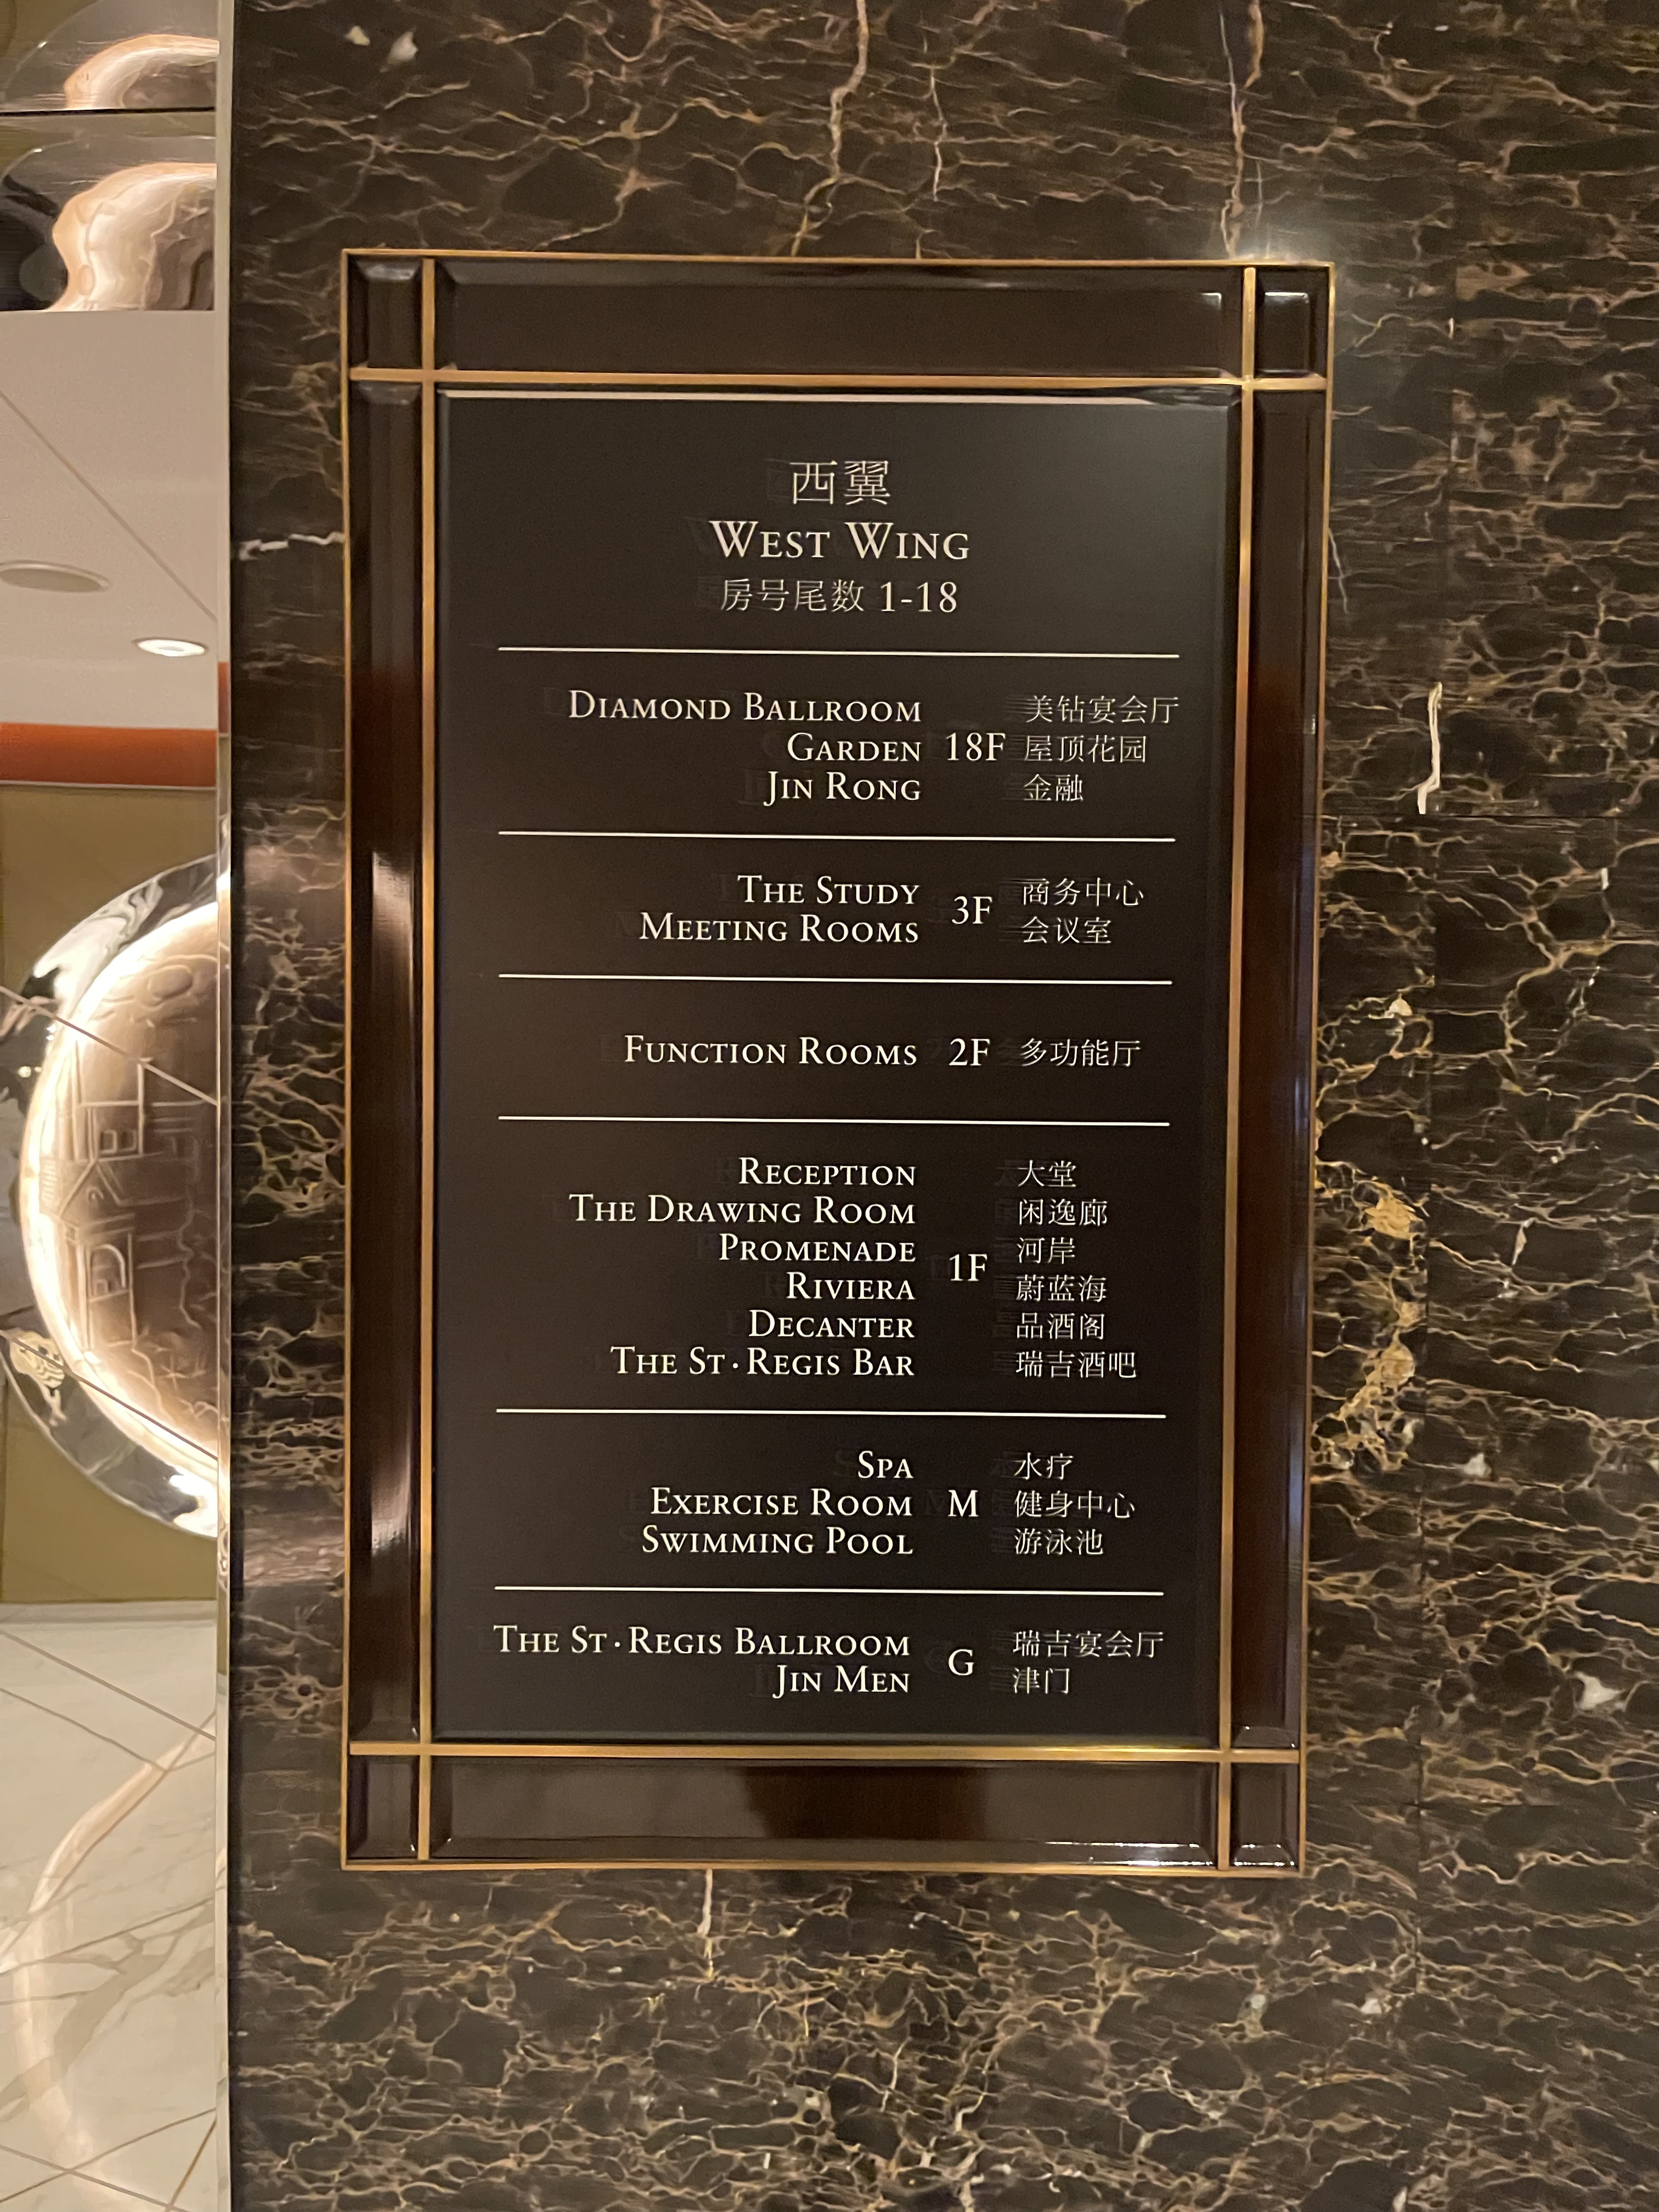 西翼
WEST WING
房号尾数 1-18
DIAMOND BALLROOM 美钻宴会厅
GARDEN 18F 屋顶花园
JIN RONG 金融
THE STUDY 商务中心
3F
MEETING ROOMS 会议室
FUNCTION ROOMS 2F 多功能厅
RECEPTION 大堂
THE DRAWING ROOM 闲逸廊
PROMENADE 河岸
1F
RIVIERA 蔚蓝海
DECANTER 品酒阁
THE ST·REGIS BAR 瑞吉酒吧
SPA 水疗
EXERCISE ROOM M 健身中心
SWIMMING POOL 游泳池
THE ST·REGIS BALLROOM 瑞吉宴会厅
G
JIN MEN 津门